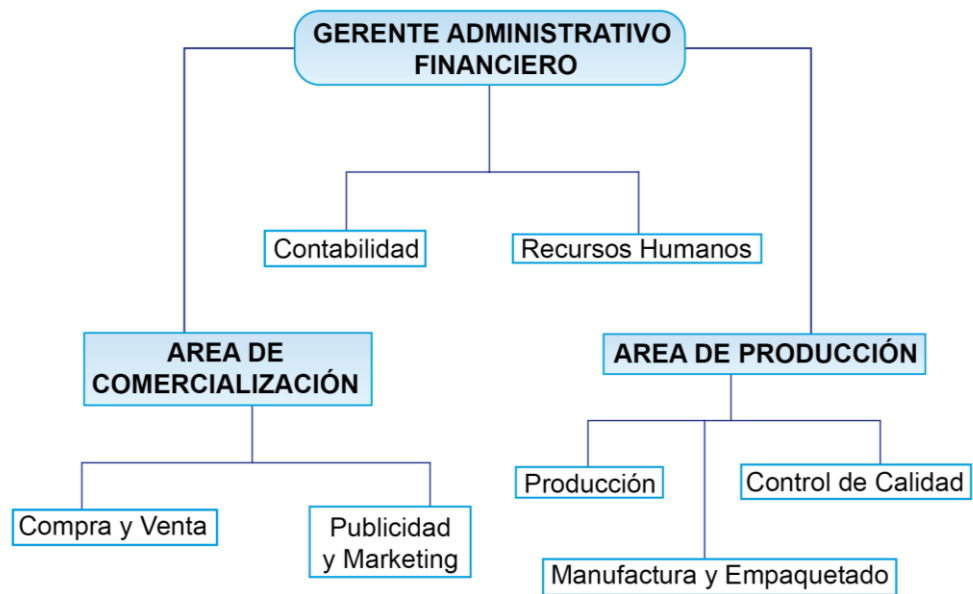 GERENTE ADMINISTRATIVO
FINANCIERO
Contabilidad
Recursos Humanos
AREA DE
COMERCIALIZACIÓN
AREA DE PRODUCCIÓN
Compra y Venta
Publicidad
y Marketing
Producción
Control de Calidad
Manufactura y Empaquetado